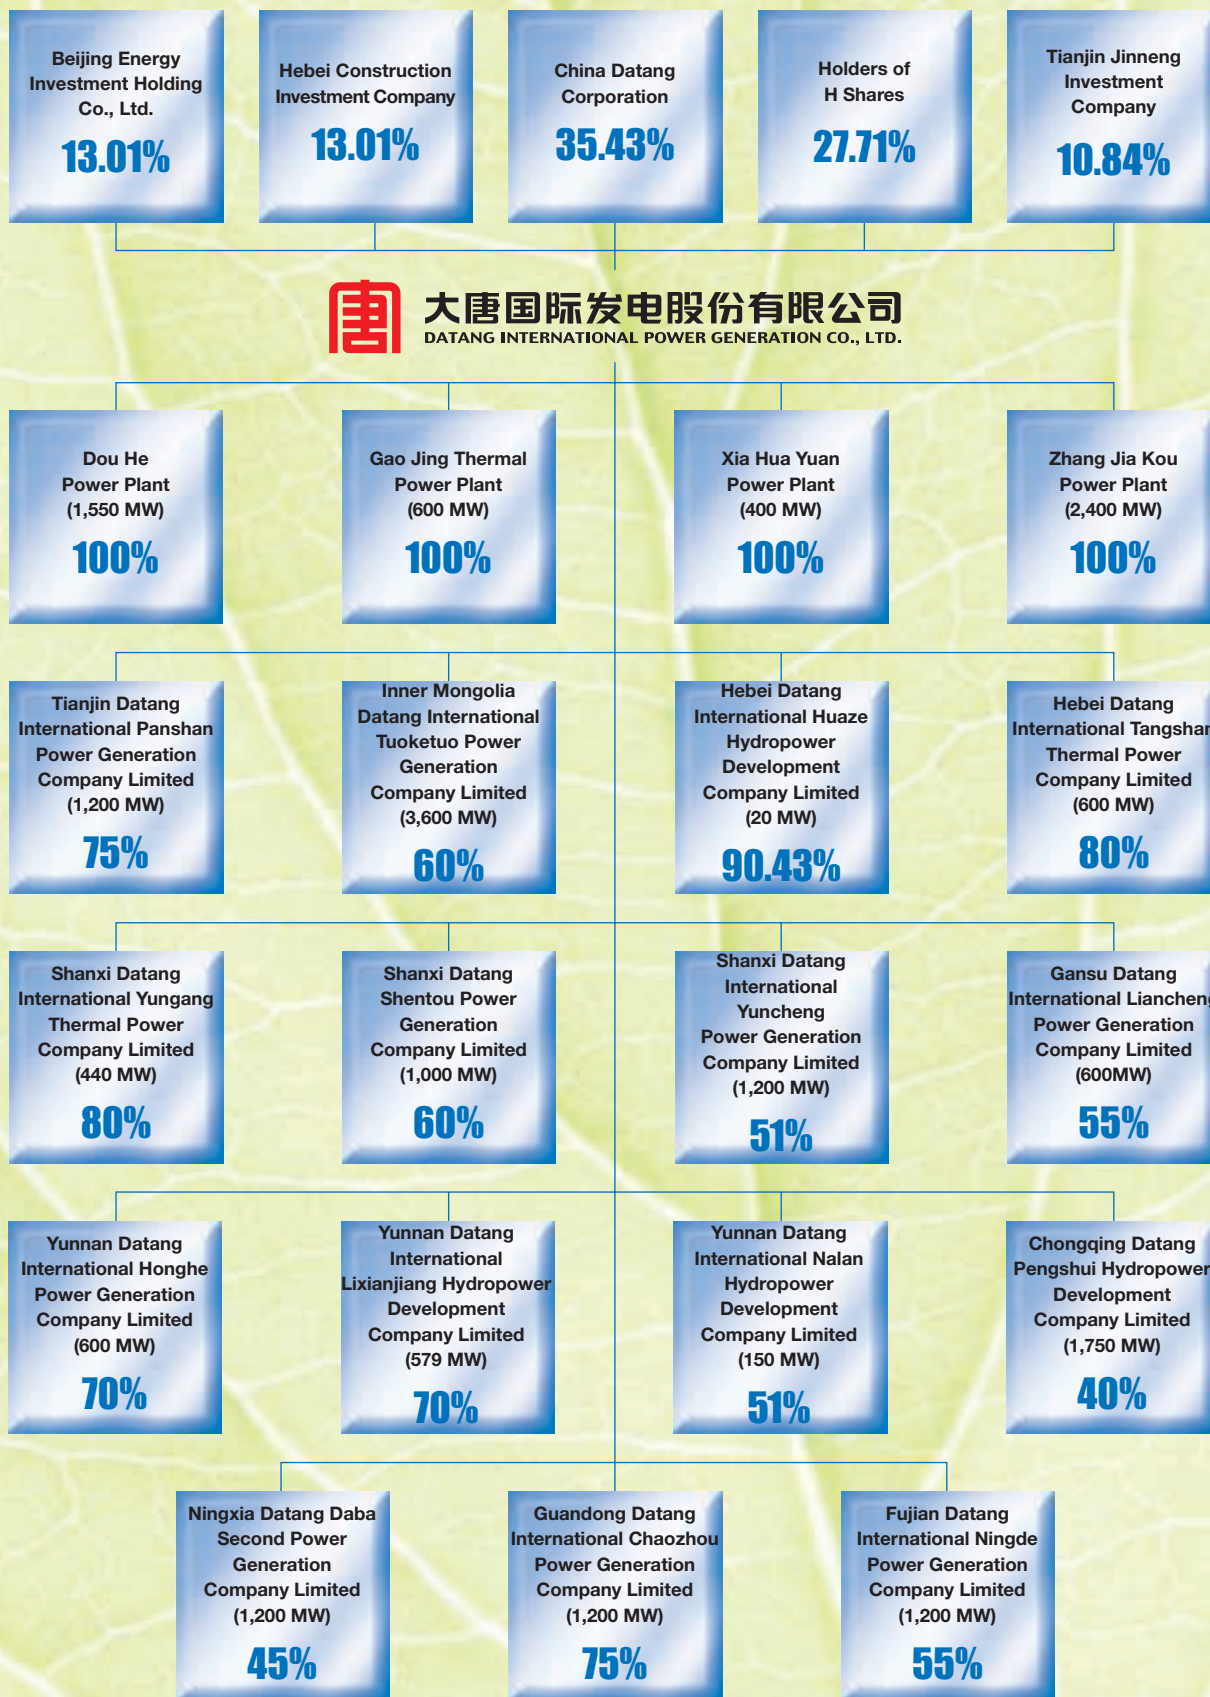 Beijing Energy
Investment Holding
Co., Ltd.
13.01%
Hebei Construction
Investment Company
13.01%
China Datang
Corporation
35.43%
Holders of
H Shares
27.71%
Tianjin Jinneng
Investment
Company
10.84%
唐
大唐国际发电股份有限公司
DATANG INTERNATIONAL POWER GENERATION CO., LTD.
Dou He
Power Plant
(1,550 MW)
100%
Gao Jing Thermal
Power Plant
(600 MW)
100%
Xia Hua Yuan
Power Plant
(400 MW)
100%
Zhang Jia Kou
Power Plant
(2,400 MW)
100%
Tianjin Datang
International Panshan
Power Generation
Company Limited
(1,200 MW)
75%
Inner Mongolia
Datang International
Tuoketuo Power
Generation
Company Limited
(3,600 MW)
60%
Hebei Datang
International Huaze
Hydropower
Development
Company Limited
(20 MW)
90.43%
Hebei Datang
International Tangshan
Thermal Power
Company Limited
(600 MW)
80%
Shanxi Datang
International Yungang
Thermal Power
Company Limited
(440 MW)
80%
Shanxi Datang
Shentou Power
Generation
Company Limited
(1,000 MW)
60%
Shanxi Datang
International
Yuncheng
Power Generation
Company Limited
(1,200 MW)
51%
Gansu Datang
International Liancheng
Power Generation
Company Limited
(600MW)
55%
Yunnan Datang
International Honghe
Power Generation
Company Limited
(600 MW)
70%
Yunnan Datang
International
Lixianjiang Hydropower
Development
Company Limited
(579 MW)
70%
Yunnan Datang
International Nalan
Hydropower
Development
Company Limited
(150 MW)
51%
Chongqing Datang
Pengshui Hydropower
Development
Company Limited
(1,750 MW)
40%
Ningxia Datang Daba
Second Power
Generation
Company Limited
(1,200 MW)
45%
Guandong Datang
International Chaozhou
Power Generation
Company Limited
(1,200 MW)
75%
Fujian Datang
International Ningde
Power Generation
Company Limited
(1,200 MW)
55%